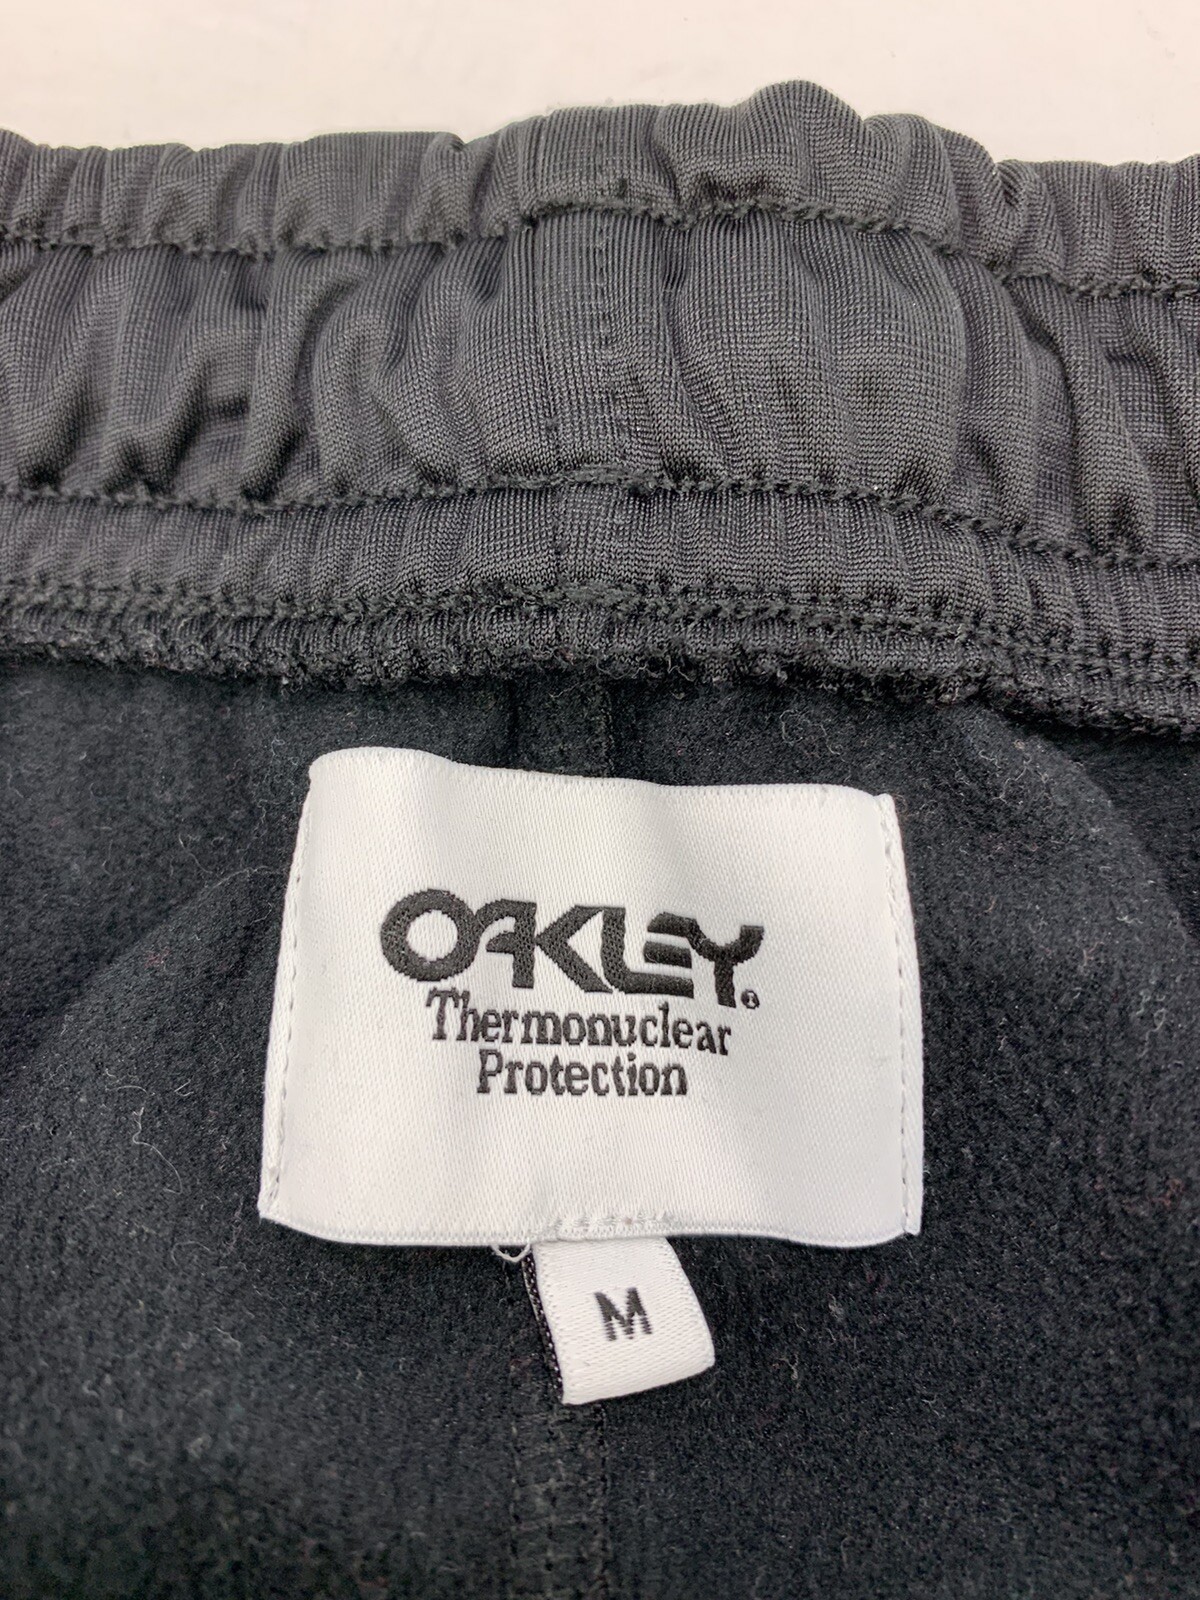 OAKLEY®
Thermonuclear
Protection
M